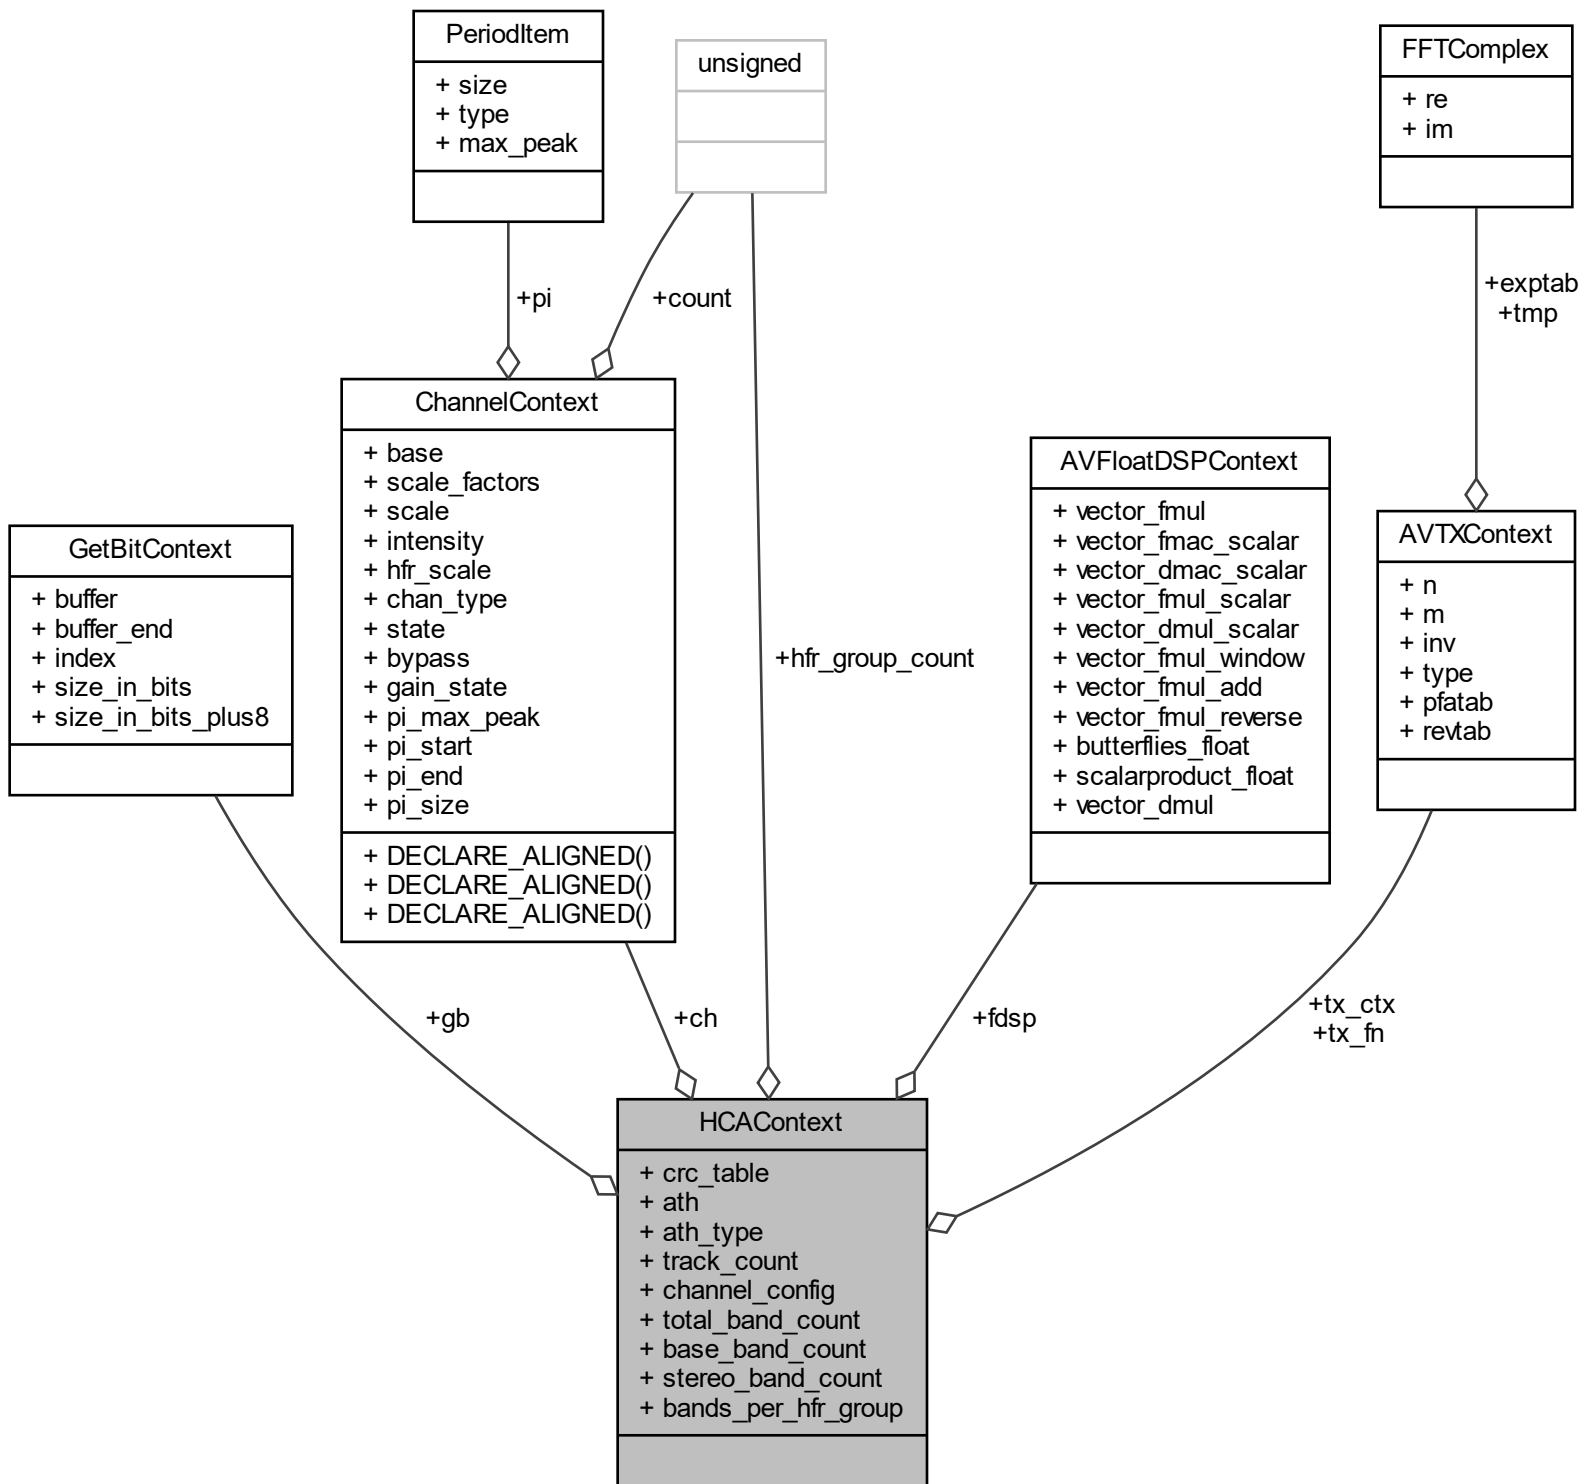 PeriodItem
+ size
+ type
+ max_peak
unsigned
FFTComplex
+ re
+ im
+pi
+count
+exptab
+tmp
ChannelContext
+ base
+ scale_factors
+ scale
+ intensity
+ hfr_scale
+ chan_type
+ state
+ bypass
+ gain_state
+ pi_max_peak
+ pi_start
+ pi_end
+ pi_size
+ DECLARE_ALIGNED()
+ DECLARE_ALIGNED()
+ DECLARE_ALIGNED()
AVFloatDSPContext
+ vector_fmul
+ vector_fmac_scalar
+ vector_dmac_scalar
+ vector_fmul_scalar
+ vector_dmul_scalar
+ vector_fmul_window
+ vector_fmul_add
+ vector_fmul_reverse
+ butterflies_float
+ scalarproduct_float
+ vector_dmul
AVTXContext
+ n
+ m
+ inv
+ type
+ pfatab
+ revtab
GetBitContext
+ buffer
+ buffer_end
+ index
+ size_in_bits
+ size_in_bits_plus8
+hfr_group_count
+gb
+ch
+fdsp
+tx_ctx
+tx_fn
HCAContext
+ crc_table
+ ath
+ ath_type
+ track_count
+ channel_config
+ total_band_count
+ base_band_count
+ stereo_band_count
+ bands_per_hfr_group